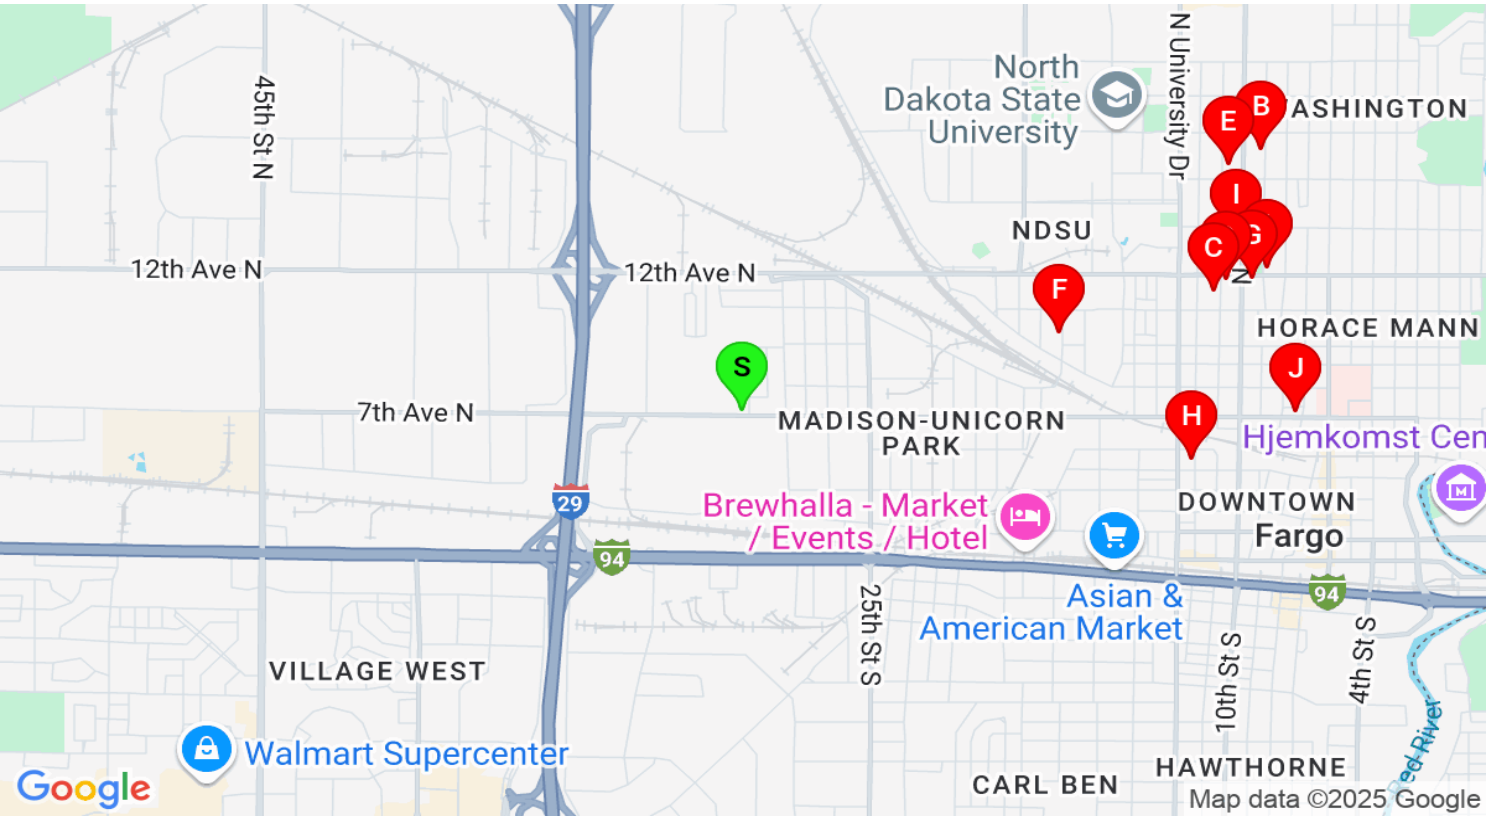 North
Dakota State
University
N University Dr
45th St N
B
E
WASHINGTON
I
NDSU
G
C
N
12th Ave N
12th Ave N
F
HORACE MANN
S
J
7th Ave N
MADISON-UNICORN
PARK
H
Hjemkomst Cen
29
Brewhalla - Market
/ Events / Hotel
DOWNTOWN
Fargo
94
94
Asian &
American Market
25th St S
10th St S
4th St S
VILLAGE WEST
Walmart Supercenter
Red River
HAWTHORNE
CARL BEN
Google
Map data ©2025 Google